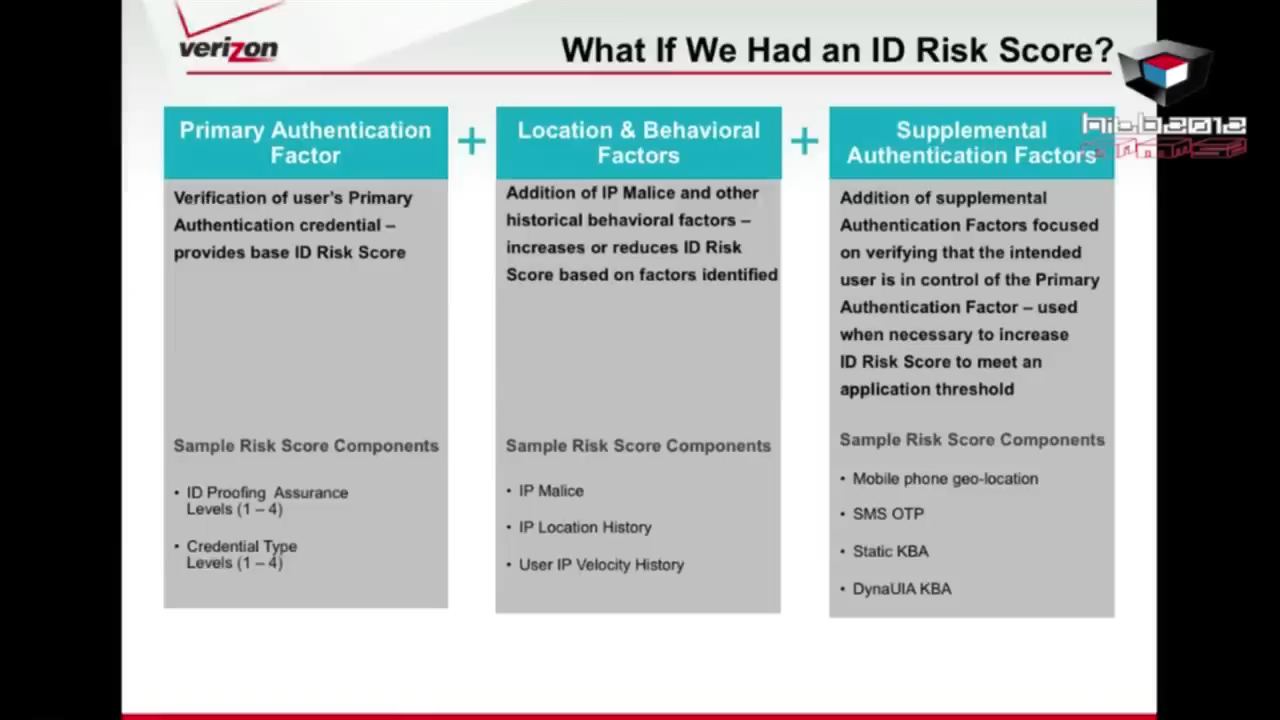 verizon
What If We Had an ID Risk Score?
hitb2012
Primary Authentication
Factor
+
Location & Behavioral
Factors
+
Supplemental
Authentication Factors
Verification of user's Primary
Authentication credential –
provides base ID Risk Score
Sample Risk Score Components
• ID Proofing Assurance
Levels (1 – 4)
• Credential Type
Levels (1 – 4)
Addition of IP Malice and other
historical behavioral factors –
increases or reduces ID Risk
Score based on factors identified
Sample Risk Score Components
• IP Malice
• IP Location History
• User IP Velocity History
Addition of supplemental
Authentication Factors focused
on verifying that the intended
user is in control of the Primary
Authentication Factor – used
when necessary to increase
ID Risk Score to meet an
application threshold
Sample Risk Score Components
• Mobile phone geo-location
• SMS OTP
• Static KBA
• DynaUIA KBA